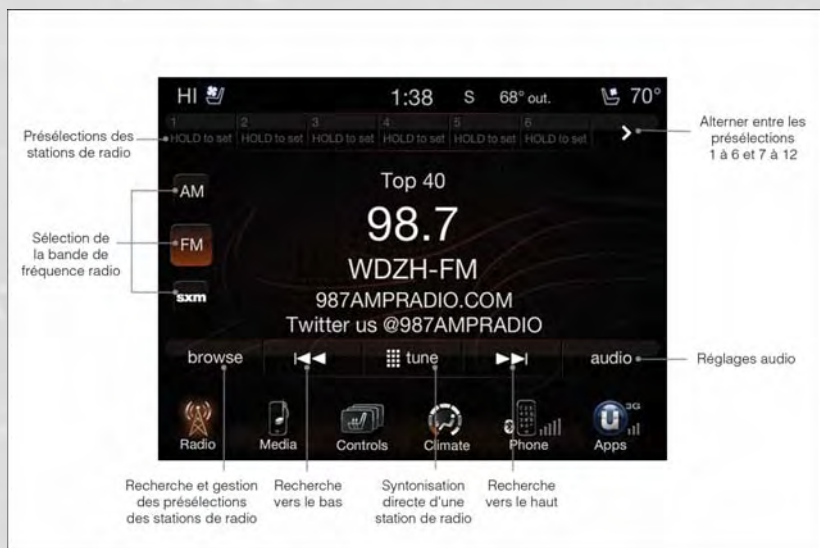 HI 1:38 S 68° out. 70°
1 2 3 4 5 6
HOLD to set HOLD to set HOLD to set HOLD to set HOLD to set HOLD to set
Présélections des
stations de radio
Alterner entre les
présélections
1 à 6 et 7 à 12
AM
FM
sxm
Sélection de
la bande de
fréquence radio
Top 40
98.7
WDZH-FM
987AMPRADIO.COM
Twitter us @987AMPRADIO
browse tune audio
Réglages audio
3G
Radio Media Controls Climate Phone Apps
Recherche et gestion
des présélections
des stations de radio
Recherche
vers le bas
Syntonisation
directe d'une
station de radio
Recherche
vers le haut